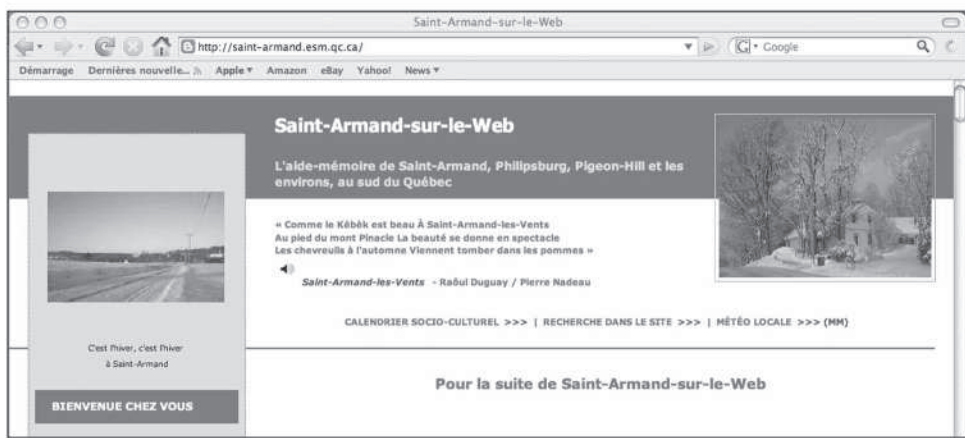 Saint-Armand-sur-le-Web
http://saint-armand.esm.qc.ca/
G Google
Démarrage Dernières nouvelle... Apple Amazon eBay Yahoo! News
Saint-Armand-sur-le-Web
L'aide-mémoire de Saint-Armand, Philipsburg, Pigeon-Hill et les
environs, au sud du Québec
« Comme le Kébèk est beau À Saint-Armand-les-Vents
Au pied du mont Pinacle La beauté se donne en spectacle
Les chevreuils à l'automne Viennent tomber dans les pommes »
Saint-Armand-les-Vents - Raôul Duguay / Pierre Nadeau
CALENDRIER SOCIO-CULTUREL >>> | RECHERCHE DANS LE SITE >>> | MÉTÉO LOCALE >>> (MM)
C'est l'hiver, c'est l'hiver
à Saint-Armand
Pour la suite de Saint-Armand-sur-le-Web
BIENVENUE CHEZ VOUS